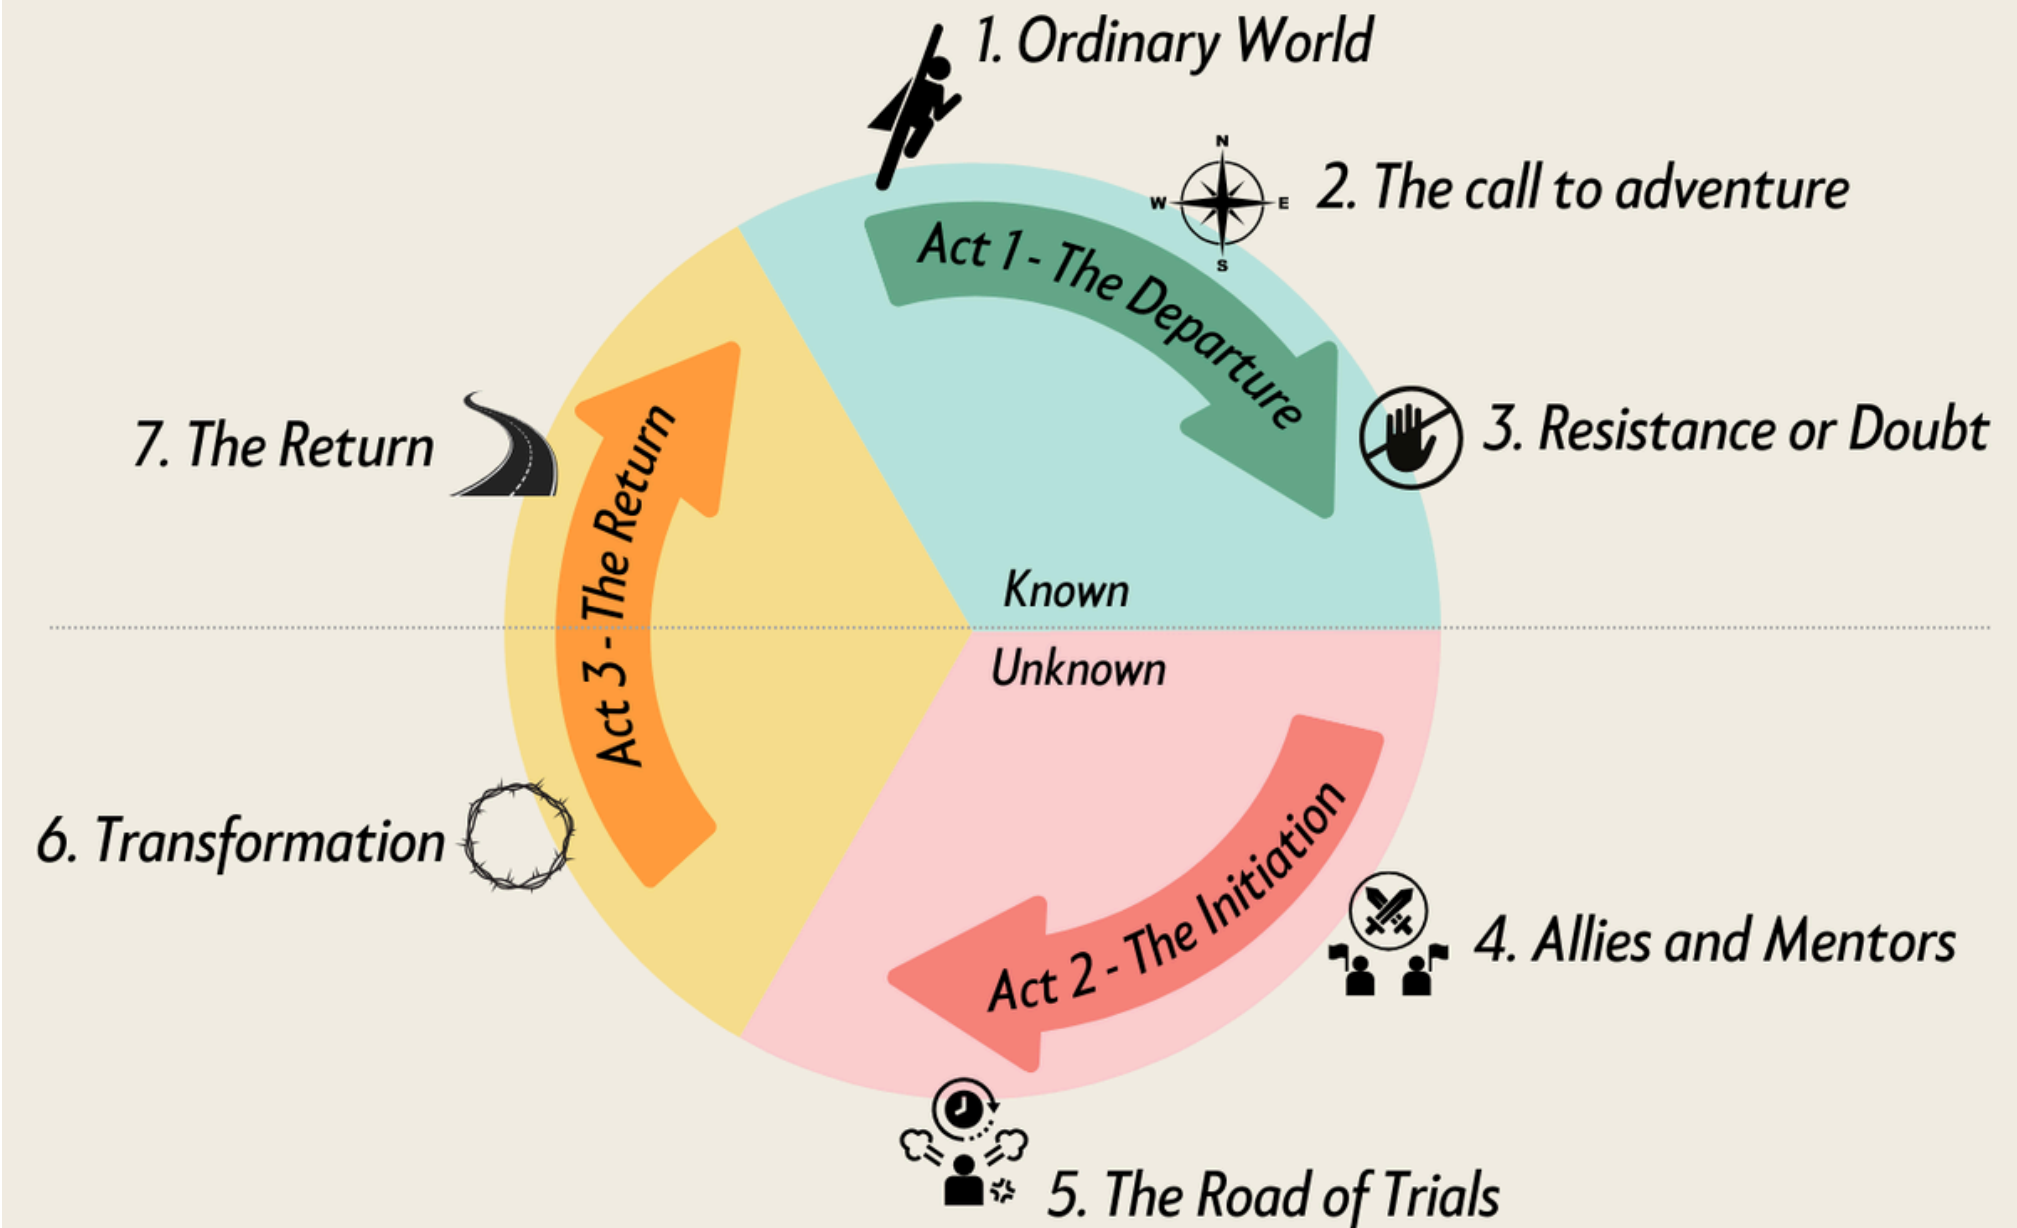 1. Ordinary World
N
W
E
S
2. The call to adventure
Act 1 - The Departure
3. Resistance or Doubt
7. The Return
Act 3 - The Return
Known
Unknown
6. Transformation
Act 2 - The Initiation
4. Allies and Mentors
5. The Road of Trials